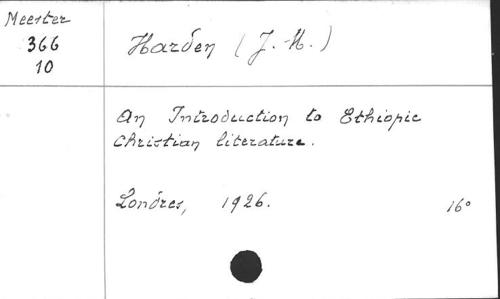 Meester
366
10
Harden (J. M.)
An Introduction to Ethiopic
Christian literature.
Londres, 1926. 16°